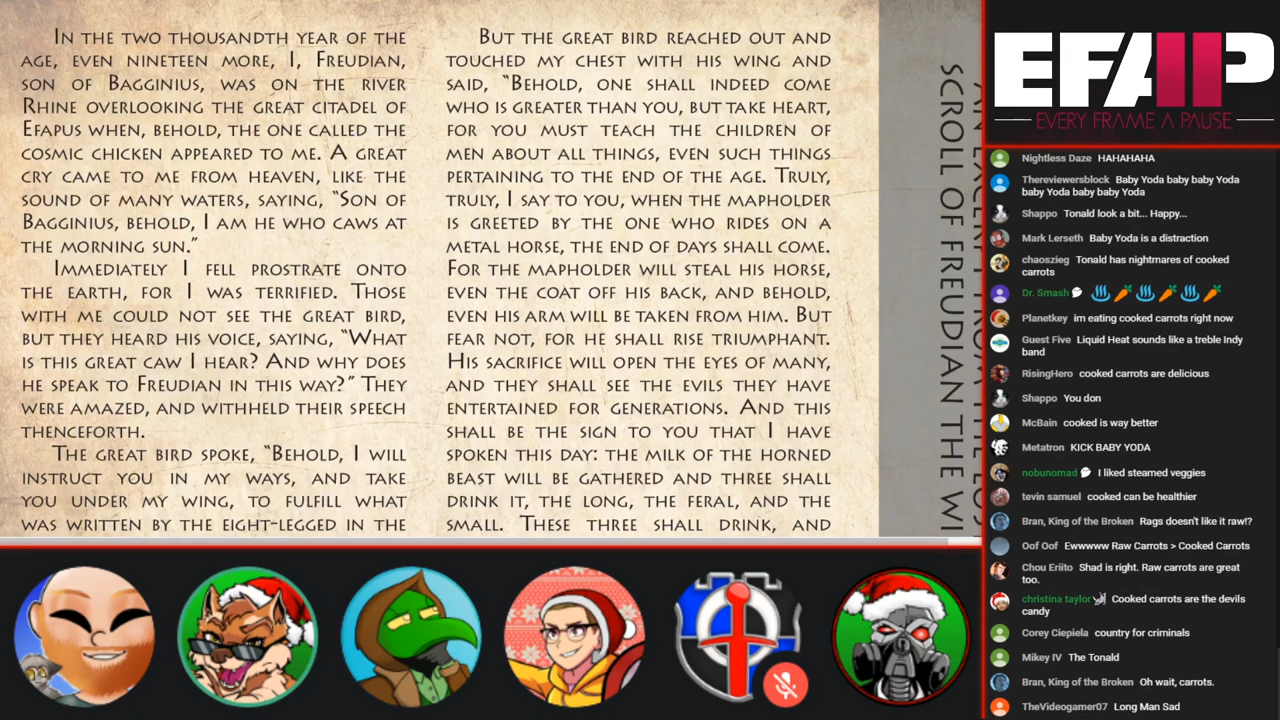 In the two thousandth year of the
age, even nineteen more, I, Freudian,
son of Bagginius, was on the river
Rhine overlooking the great citadel of
Efapus when, behold, the one called the
cosmic chicken appeared to me. A great
cry came to me from heaven, like the
sound of many waters, saying, “Son of
Bagginius, behold, I am he who caws at
the morning sun.”
Immediately I fell prostrate onto
the earth, for I was terrified. Those
with me could not see the great bird,
but they heard his voice, saying, “What
is this great caw I hear? And why does
he speak to Freudian in this way?” They
were amazed, and withheld their speech
thenceforth.
The great bird spoke, “Behold, I will
instruct you in my ways, and take
you under my wing, to fulfill what
was written by the eight-legged in the
But the great bird reached out and
touched my chest with his wing and
said, “Behold, one shall indeed come
who is greater than you, but take heart,
for you must teach the children of
men about all things, even such things
pertaining to the end of the age. Truly,
truly, I say to you, when the mapholder
is greeted by the one who rides on a
metal horse, the end of days shall come.
For the mapholder will steal his horse,
even the coat off his back, and behold,
even his arm will be taken from him. But
fear not, for he shall rise triumphant.
His sacrifice will open the eyes of many,
and they shall see the evils they have
entertained for generations. And this
shall be the sign to you that I have
spoken this day: the milk of the horned
beast will be gathered and three shall
drink it, the long, the feral, and the
small. These three shall drink, and
SCROLL OF FREUDIAN THE WI
EFAP
EVERY FRAME A PAUSE
Nightless Daze HAHAHAHA
Thereviewersblock Baby Yoda baby baby Yoda
baby Yoda baby baby Yoda
Shappo Tonald look a bit... Happy...
Mark Lerseth Baby Yoda is a distraction
chaoszieg Tonald has nightmares of cooked
carrots
Dr. Smash
Planetkey im eating cooked carrots right now
Guest Five Liquid Heat sounds like a treble Indy
band
RisingHero cooked carrots are delicious
Shappo You don
McBain cooked is way better
Metatron KICK BABY YODA
nobunomad I liked steamed veggies
tevin samuel cooked can be healthier
Bran, King of the Broken Rags doesn't like it raw!?
Oof Oof Ewwwww Raw Carrots > Cooked Carrots
Chou Eriito Shad is right. Raw carrots are great
too.
christina taylor Cooked carrots are the devils
candy
Corey Ciepiela country for criminals
Mikey IV The Tonald
Bran, King of the Broken Oh wait, carrots.
TheVideogamer07 Long Man Sad